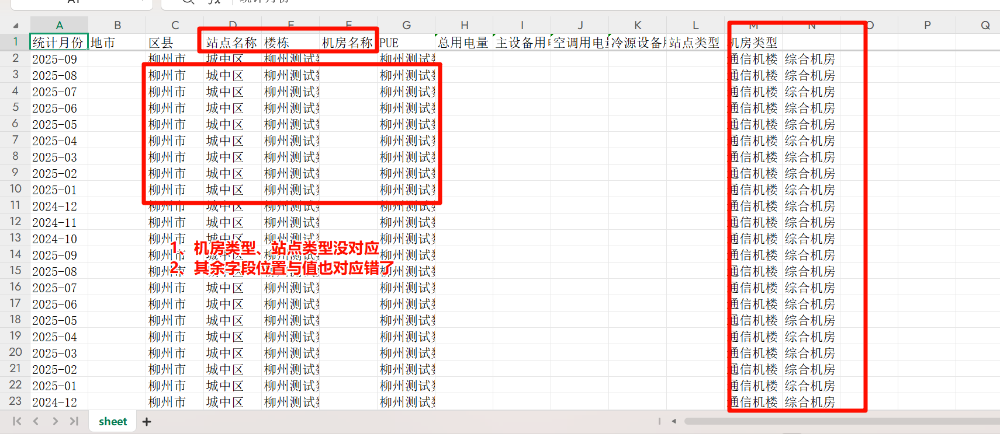 A B C D E F G H I J K L M N O P Q
1 统计月份 地市 区县 站点名称 楼栋 机房名称 PUE 总用电量 主设备用 空调用电 冷源设备 站点类型 机房类型
2 2025-09 柳州市 城中区 柳州测试 柳州测试 通信机楼 综合机房
3 2025-08 柳州市 城中区 柳州测试 柳州测试 通信机楼 综合机房
4 2025-07 柳州市 城中区 柳州测试 柳州测试 通信机楼 综合机房
5 2025-06 柳州市 城中区 柳州测试 柳州测试 通信机楼 综合机房
6 2025-05 柳州市 城中区 柳州测试 柳州测试 通信机楼 综合机房
7 2025-04 柳州市 城中区 柳州测试 柳州测试 通信机楼 综合机房
8 2025-03 柳州市 城中区 柳州测试 柳州测试 通信机楼 综合机房
9 2025-02 柳州市 城中区 柳州测试 柳州测试 通信机楼 综合机房
10 2025-01 柳州市 城中区 柳州测试 柳州测试 通信机楼 综合机房
11 2024-12 柳州市 城中区 柳州测试 柳州测试 通信机楼 综合机房
12 2024-11 柳州市 城中区 柳州测试 柳州测试 通信机楼 综合机房
13 2024-10 柳州市 城中区 柳州测试 柳州测试 通信机楼 综合机房
1、机房类型、站点类型没对应
14 2025-09 柳州市 城中区 柳州测试 柳州测试 通信机楼 综合机房
2、其余字段位置与值也对应错了
15 2025-08 柳州市 城中区 柳州测试 柳州测试 通信机楼 综合机房
16 2025-07 柳州市 城中区 柳州测试 柳州测试 通信机楼 综合机房
17 2025-06 柳州市 城中区 柳州测试 柳州测试 通信机楼 综合机房
18 2025-05 柳州市 城中区 柳州测试 柳州测试 通信机楼 综合机房
19 2025-04 柳州市 城中区 柳州测试 柳州测试 通信机楼 综合机房
20 2025-03 柳州市 城中区 柳州测试 柳州测试 通信机楼 综合机房
21 2025-02 柳州市 城中区 柳州测试 柳州测试 通信机楼 综合机房
22 2025-01 柳州市 城中区 柳州测试 柳州测试 通信机楼 综合机房
23 2024-12 柳州市 城中区 柳州测试 柳州测试 通信机楼 综合机房
sheet